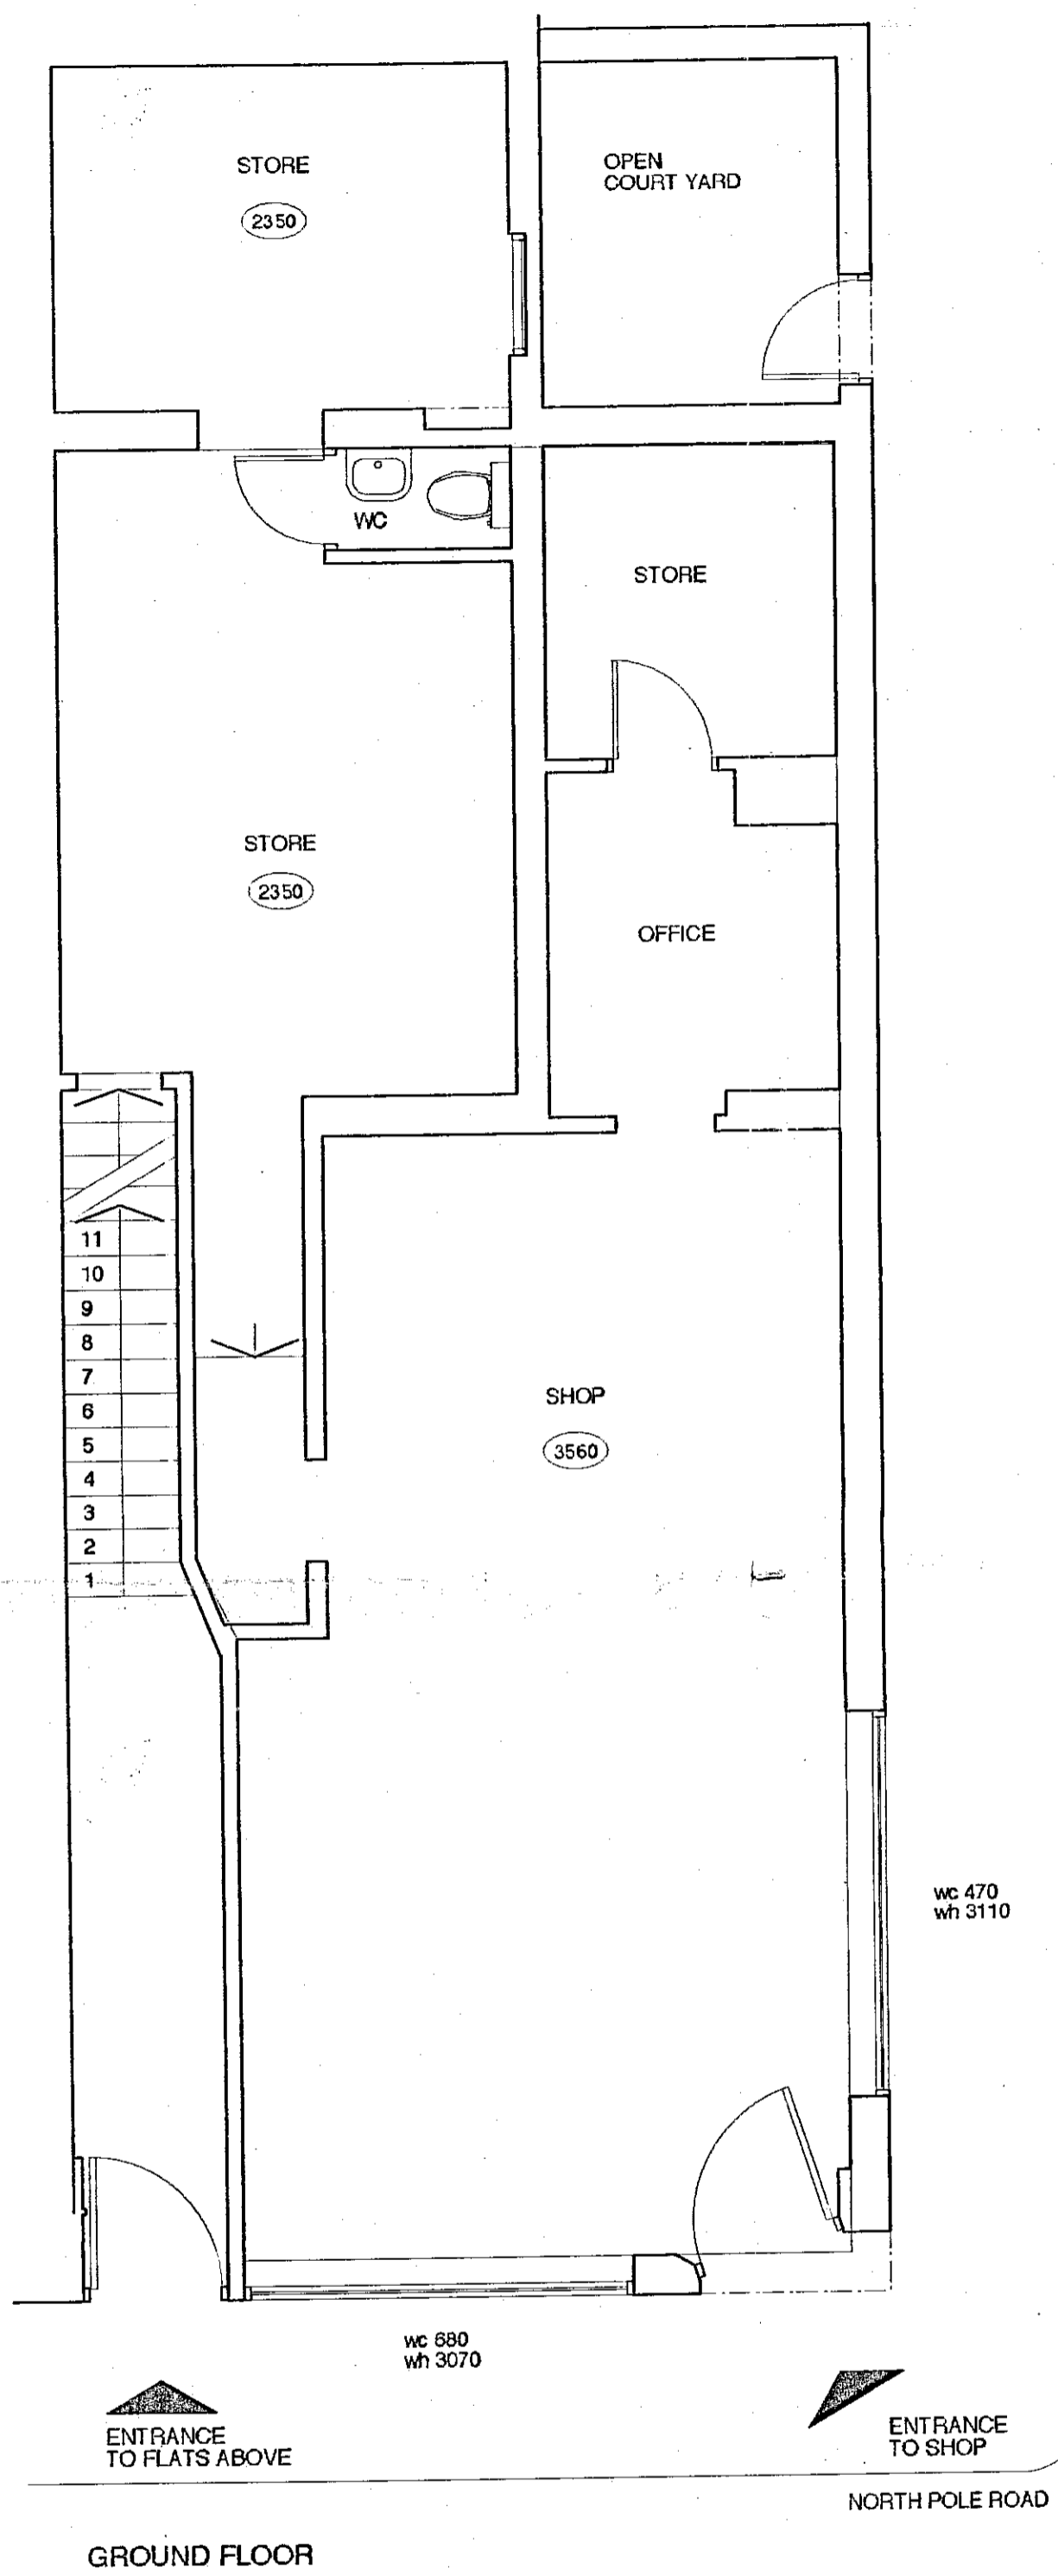 STORE
2350
OPEN
COURT YARD
WC
STORE
STORE
2350
OFFICE
11
10
9
8
7
6
5
4
3
2
1
SHOP
3560
wc 470
wh 3110
wc 680
wh 3070
ENTRANCE
TO FLATS ABOVE
ENTRANCE
TO SHOP
NORTH POLE ROAD
GROUND FLOOR